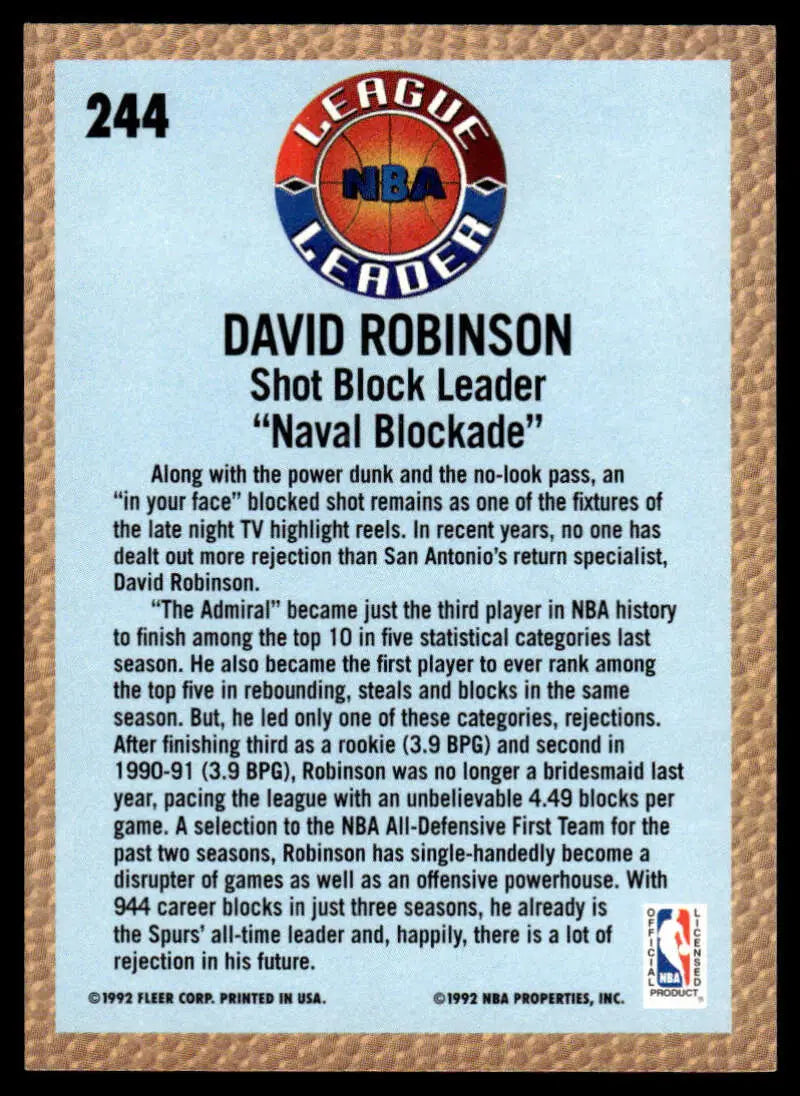 244
LEAGUE
NBA
LEADER
DAVID ROBINSON
Shot Block Leader
“Naval Blockade”
Along with the power dunk and the no-look pass, an
“in your face” blocked shot remains as one of the fixtures of
the late night TV highlight reels. In recent years, no one has
dealt out more rejection than San Antonio's return specialist,
David Robinson.
“The Admiral” became just the third player in NBA history
to finish among the top 10 in five statistical categories last
season. He also became the first player to ever rank among
the top five in rebounding, steals and blocks in the same
season. But, he led only one of these categories, rejections.
After finishing third as a rookie (3.9 BPG) and second in
1990-91 (3.9 BPG), Robinson was no longer a bridesmaid last
year, pacing the league with an unbelievable 4.49 blocks per
game. A selection to the NBA All-Defensive First Team for the
past two seasons, Robinson has single-handedly become a
disrupter of games as well as an offensive powerhouse. With
944 career blocks in just three seasons, he already is
the Spurs' all-time leader and, happily, there is a lot of
rejection in his future.
OFFICIAL
LICENSED
NBA
PRODUCT
©1992 FLEER CORP. PRINTED IN USA.
©1992 NBA PROPERTIES, INC.